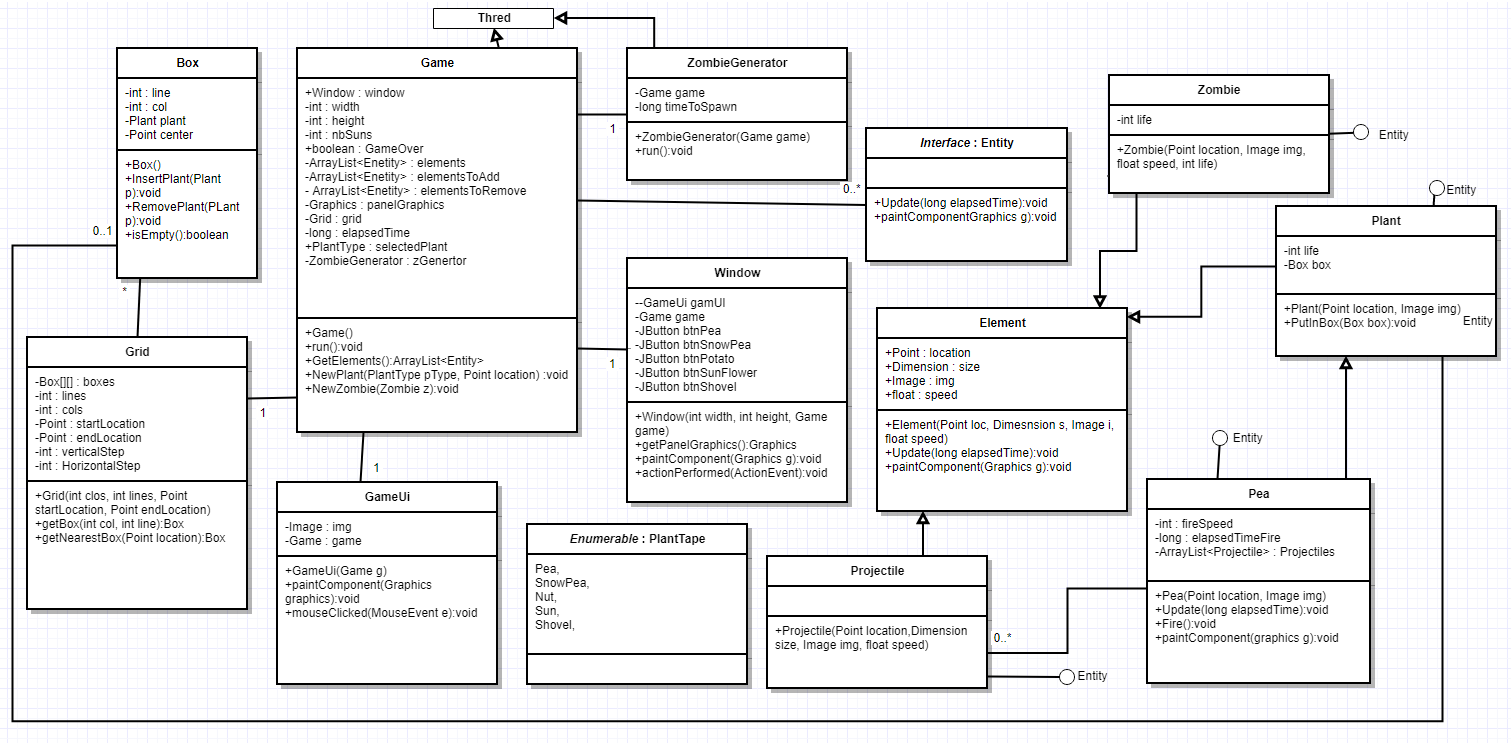 Thred
Box
-int : line
-int : col
-Plant plant
-Point center
+Box()
+InsertPlant(Plant
p):void
+RemovePlant(PLant
p):void
+isEmpty():boolean
0..1
*
Game
+Window : window
-int : width
-int : height
-int : nbSuns
+boolean : GameOver
-ArrayList<Enetity> : elements
-ArrayList<Enetity> : elementsToAdd
- ArrayList<Enetity> : elementsToRemove
-Graphics : panelGraphics
-Grid : grid
-long : elapsedTime
+PlantType : selectedPlant
-ZombieGenerator : zGenertor
+Game()
+run():void
+GetElements():ArrayList<Entity>
+NewPlant(PlantType pType, Point location) :void
+NewZombie(Zombie z):void
ZombieGenerator
-Game game
-long timeToSpawn
+ZombieGenerator(Game game)
+run():void
1
Interface : Entity
+Update(long elapsedTime):void
+paintComponentGraphics g):void
0..*
Zombie
-int life
+Zombie(Point location, Image img,
float speed, int life)
Entity
Entity
Plant
-int life
-Box box
+Plant(Point location, Image img)
+PutInBox(Box box):void
Entity
Window
--GameUi gamUI
-Game game
-JButton btnPea
-JButton btnSnowPea
-JButton btnPotato
-JButton btnSunFlower
-JButton btnShovel
+Window(int width, int height, Game
game)
+getPanelGraphics():Graphics
+paintComponent(Graphics g):void
+actionPerformed(ActionEvent):void
1
Element
+Point : location
+Dimension : size
+Image : img
+float : speed
+Element(Point loc, Dimesnsion s, Image i,
float speed)
+Update(long elapsedTime):void
+paintComponent(Graphics g):void
Grid
-Box[][] : boxes
-int : lines
-int : cols
-Point : startLocation
-Point : endLocation
-int : verticalStep
-int : HorizontalStep
+Grid(int clos, int lines, Point
startLocation, Point endLocation)
+getBox(int col, int line):Box
+getNearestBox(Point location):Box
1
1
GameUi
-Image : img
-Game : game
+GameUi(Game g)
+paintComponent(Graphics
graphics):void
+mouseClicked(MouseEvent e):void
Enumerable : PlantTape
Pea,
SnowPea,
Nut,
Sun,
Shovel,
Projectile
+Projectile(Point location,Dimension
size, Image img, float speed)
0..*
Entity
Entity
Pea
-int : fireSpeed
-long : elapsedTimeFire
-ArrayList<Projectile> : Projectiles
+Pea(Point location, Image img)
+Update(long elapsedTime):void
+Fire():void
+paintComponent(graphics g):void